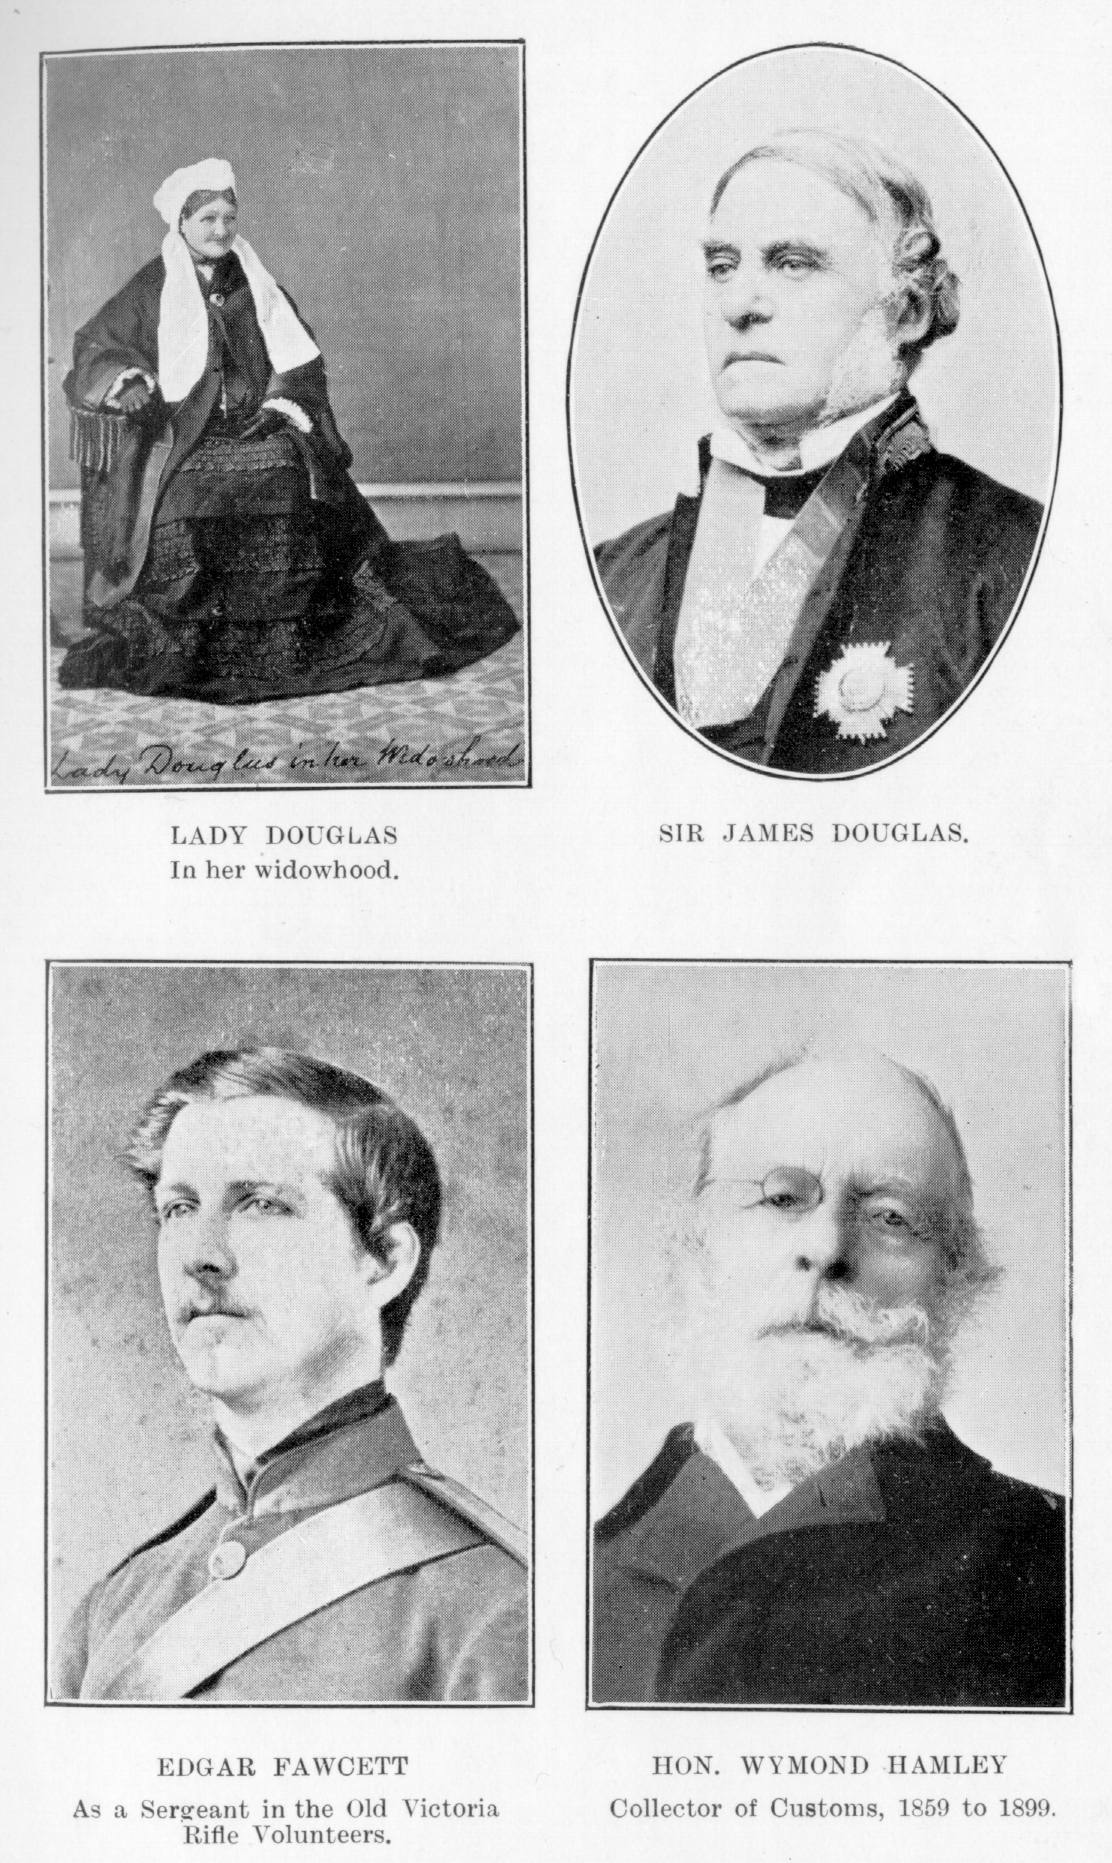 Lady Douglas in her Widowhood
LADY DOUGLAS
In her widowhood.
SIR JAMES DOUGLAS.
EDGAR FAWCETT
As a Sergeant in the Old Victoria
Rifle Volunteers.
HON. WYMOND HAMLEY
Collector of Customs, 1859 to 1899.